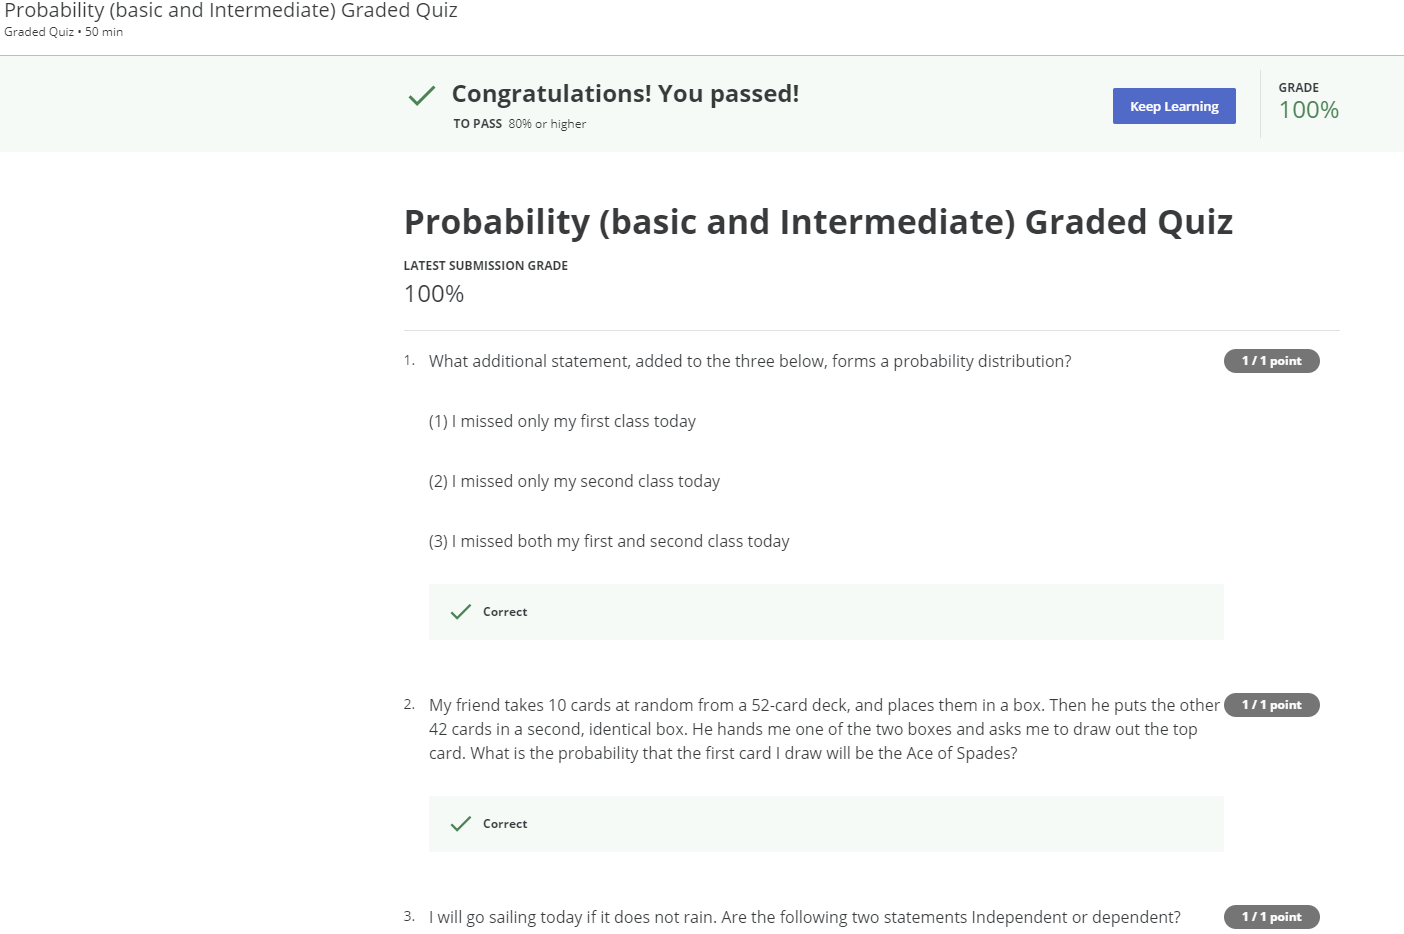 Probability (basic and Intermediate) Graded Quiz
Graded Quiz • 50 min
Congratulations! You passed!
TO PASS 80% or higher
Keep Learning
GRADE
100%
Probability (basic and Intermediate) Graded Quiz
LATEST SUBMISSION GRADE
100%
1. What additional statement, added to the three below, forms a probability distribution?
1 / 1 point
(1) I missed only my first class today
(2) I missed only my second class today
(3) I missed both my first and second class today
Correct
2. My friend takes 10 cards at random from a 52-card deck, and places them in a box. Then he puts the other
1 / 1 point
42 cards in a second, identical box. He hands me one of the two boxes and asks me to draw out the top
card. What is the probability that the first card I draw will be the Ace of Spades?
Correct
3. I will go sailing today if it does not rain. Are the following two statements Independent or dependent?
1 / 1 point